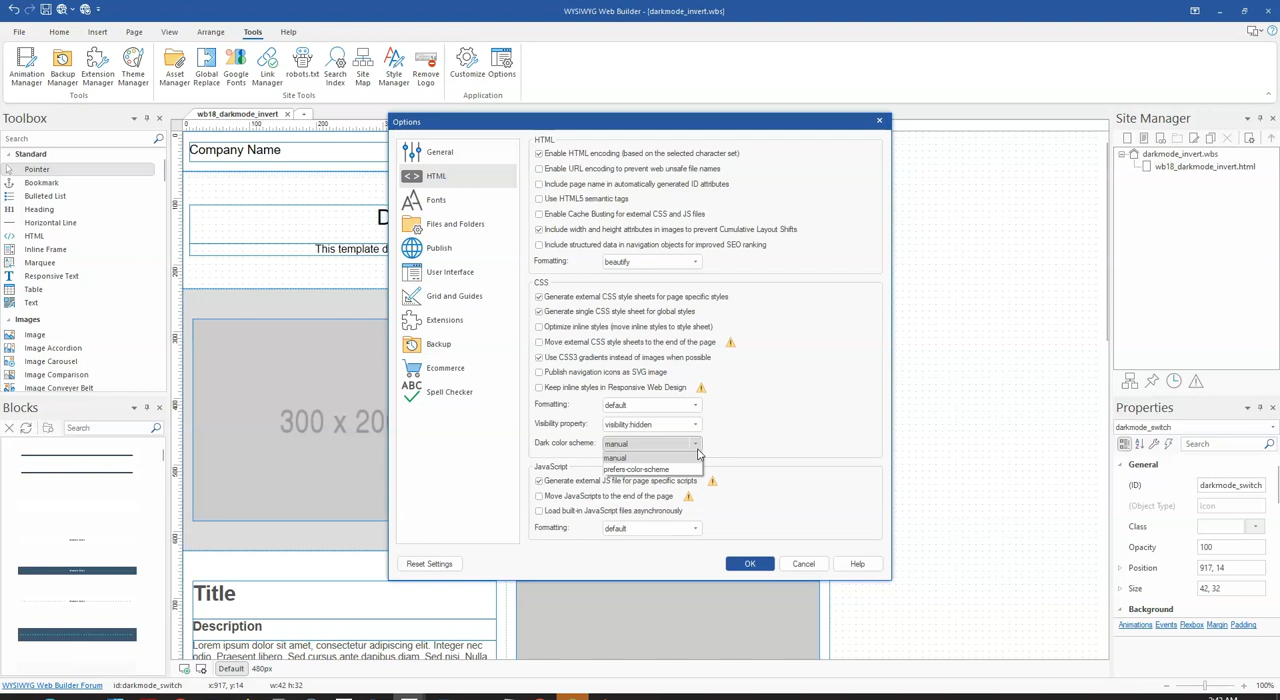 WYSIWYG Web Builder - [darkmode_invert.wbs]
File Home Insert Page View Arrange Tools Help
Animation Manager
Backup Manager
Extension Manager
Theme Manager
Asset Manager
Global Replace
Google Fonts
Link Manager
robots.txt
Search Index
Site Map
Style Manager
Remove Logo
Customize
Options
Tools
Site Tools
Application
Toolbox
Search
Standard
Pointer
Bookmark
Bulleted List
Heading
Horizontal Line
HTML
Inline Frame
Marquee
Responsive Text
Table
Text
Images
Image
Image Accordion
Image Carousel
Image Comparison
Image Conveyer Belt
Blocks
Search
wb18_darkmode_invert
0 100 200 300
Company Name
D
This template d
300 x 200
Title
Description
Lorem ipsum dolor sit amet, consectetur adipiscing elit. Integer nec
odio. Praesent libero. Sed cursus ante dapibus diam. Sed nisi. Nulla
Default 480px
Options
General
HTML
Fonts
Files and Folders
Publish
User Interface
Grid and Guides
Extensions
Backup
Ecommerce
ABC
Spell Checker
HTML
Enable HTML encoding (based on the selected character set)
Enable URL encoding to prevent web unsafe file names
Include page name in automatically generated ID attributes
Use HTML5 semantic tags
Enable Cache Busting for external CSS and JS files
Include width and height attributes in images to prevent Cumulative Layout Shifts
Include structured data in navigation objects for improved SEO ranking
Formatting: beautify
CSS
Generate external CSS style sheets for page specific styles
Generate single CSS style sheet for global styles
Optimize inline styles (move inline styles to style sheet)
Move external CSS style sheets to the end of the page
Use CSS3 gradients instead of images when possible
Publish navigation icons as SVG image
Keep inline styles in Responsive Web Design
Formatting: default
Visibility property: visibility:hidden
Dark color scheme: manual
manual
prefers-color-scheme
JavaScript
Generate external JS file for page specific scripts
Move JavaScripts to the end of the page
Load built-in JavaScript files asynchronously
Formatting: default
Reset Settings OK Cancel Help
Site Manager
darkmode_invert.wbs
wb18_darkmode_invert.html
Properties
darkmode_switch
Search
General
(ID) darkmode_switch
(Object Type) Icon
Class
Opacity 100
Position 917, 14
Size 42, 32
Background
Animations Events Flexbox Margin Padding
WYSIWYG Web Builder Forum id:darkmode_switch x:917, y:14 w:42 h:32 100%